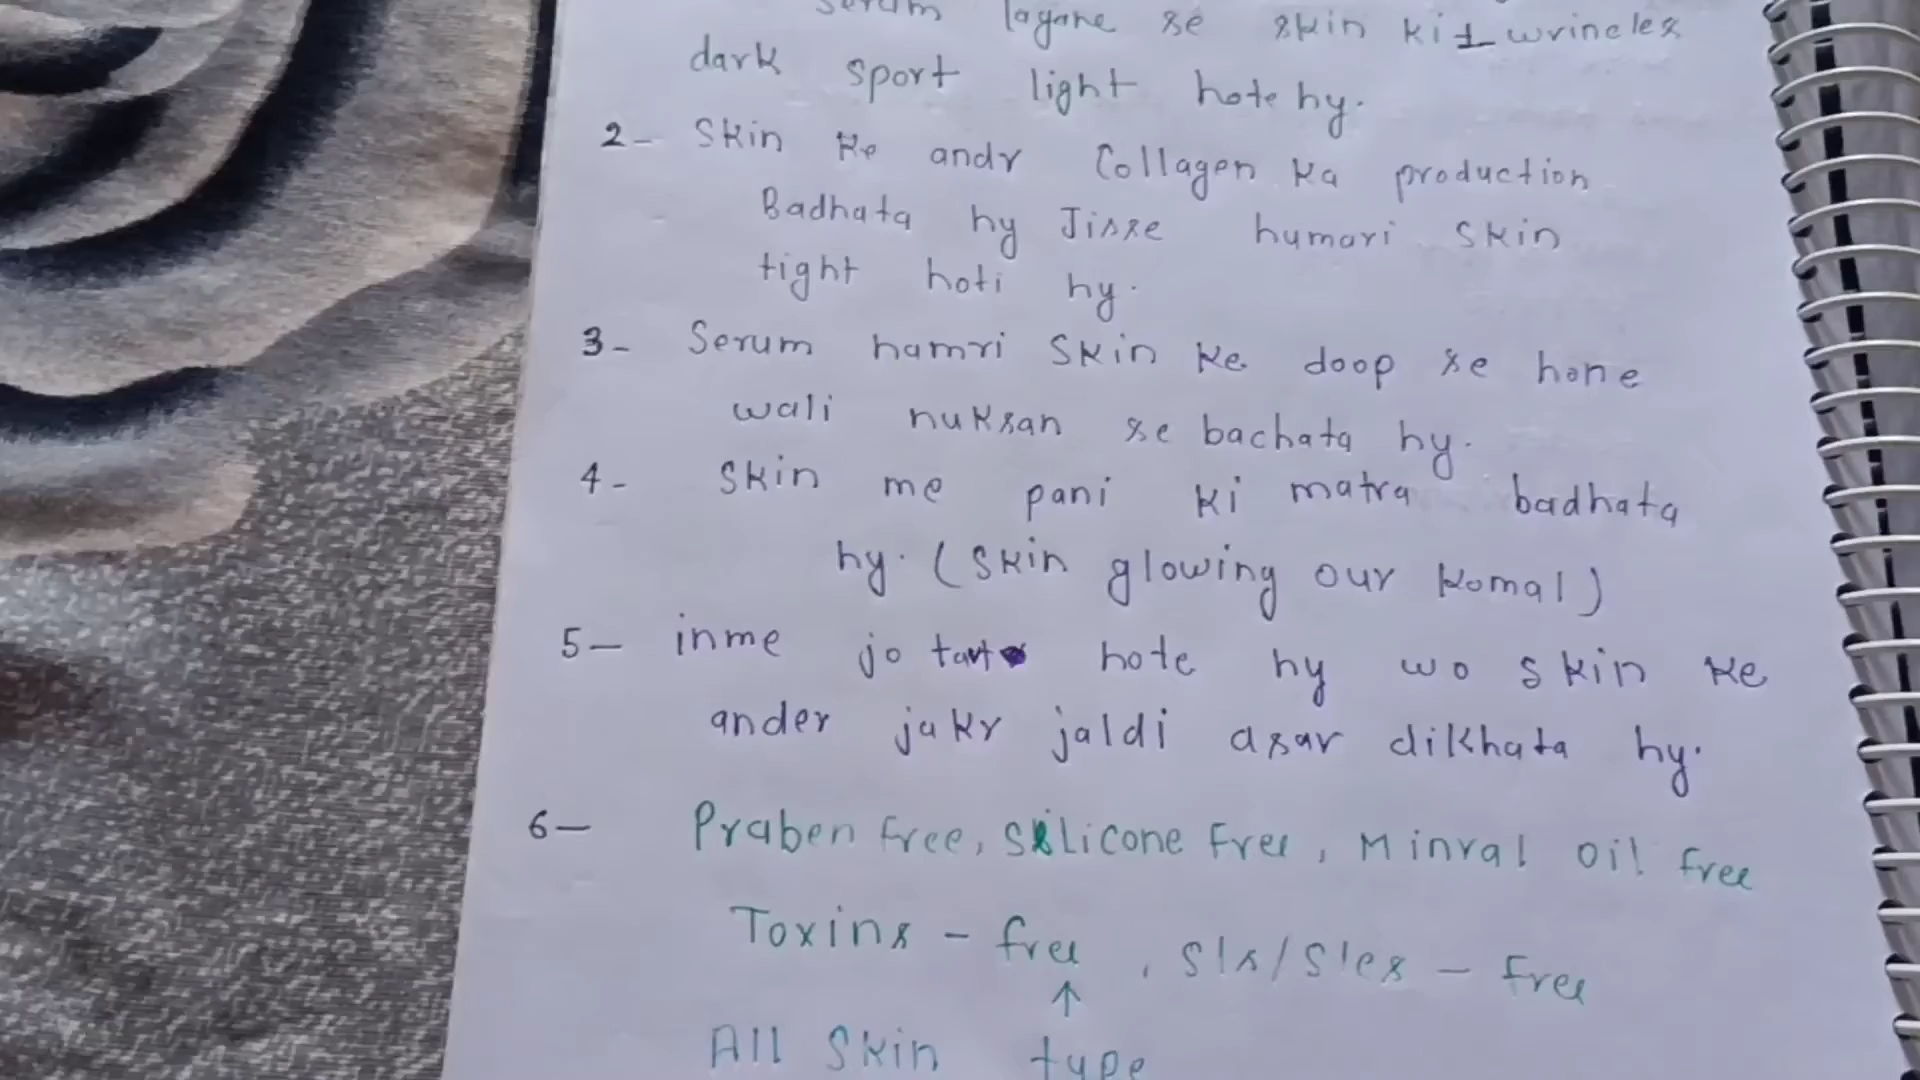 Serum lagane se skin ki wrincles
dark sport light hote hy.
2- Skin ke andr Collagen ka production
Badhata hy Jisse humari skin
tight hoti hy.
3- Serum hamri skin ke doop se hone
wali nuksan se bachata hy.
4- skin me pani ki matra badhata
hy. (skin glowing our komal)
5- inme jo hote hy wo skin ke
ander jakr jaldi asar dikhata hy.
6- Praben free, Silicone free, Minral oil free
Toxins - free, sls/sles - free
↑
All skin type